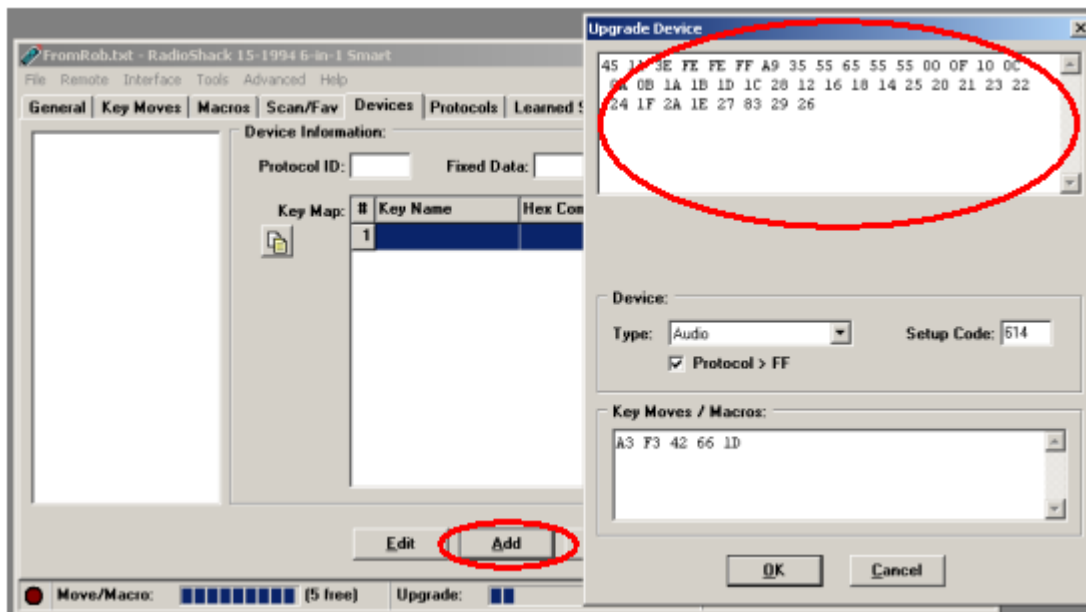 FromRob.txt - RadioShack 15-1994 6-in-1 Smart
File Remote Interface Tools Advanced Help
General Key Moves Macros Scan/Fav Devices Protocols Learned
Device Information:
Protocol ID: Fixed Data:
Key Map: # Key Name Hex Com
1
Edit Add
Move/Macro: (5 free) Upgrade:
Upgrade Device
45 3E FE FE FF A9 35 55 65 55 55 00 0F 10 0C
0B 1A 1B 1D 1C 28 12 16 18 14 25 20 21 23 22
24 1F 2A 1E 27 83 29 26
Device:
Type: Audio Setup Code: 614
Protocol > FF
Key Moves / Macros:
A3 F3 42 66 1D
OK Cancel